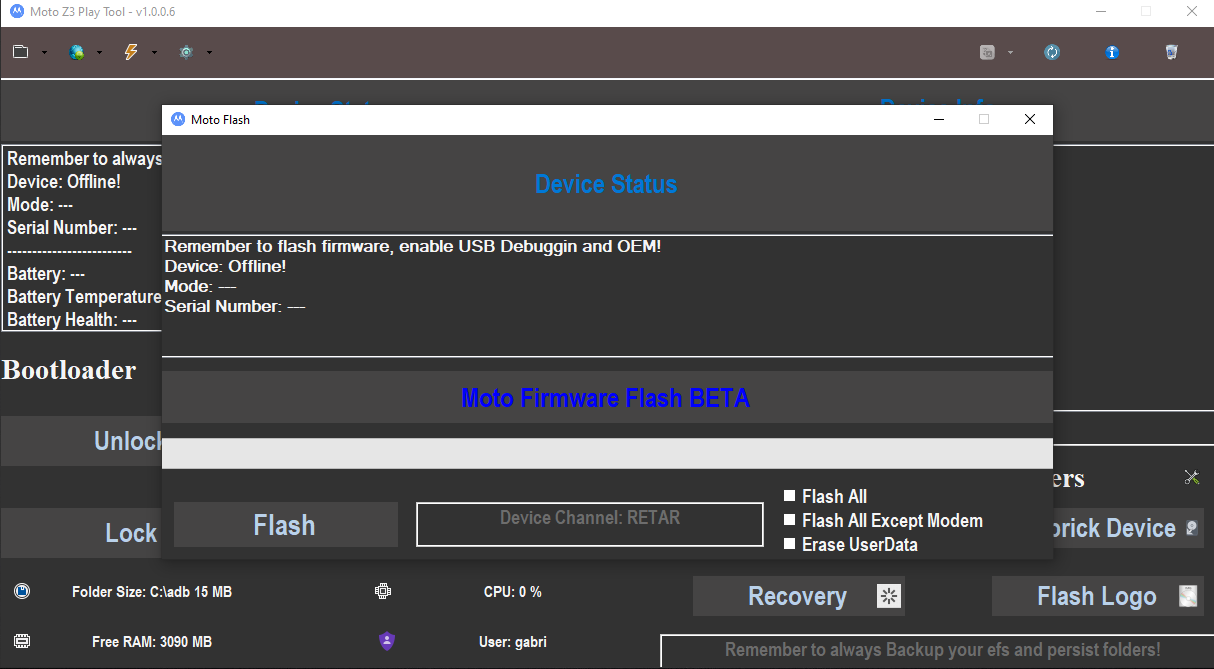 Moto Z3 Play Tool - v1.0.0.6
Moto Flash
Device Status
Remember to flash firmware, enable USB Debuggin and OEM!
Device: Offline!
Mode: ---
Serial Number: ---
Moto Firmware Flash BETA
Flash
Device Channel: RETAR
Flash All
Flash All Except Modem
Erase UserData
Remember to always
Device: Offline!
Mode: ---
Serial Number: ---
-------------------------
Battery: ---
Battery Temperature
Battery Health: ---
Bootloader
Unlock
Lock
ers
brick Device
Folder Size: C:\adb 15 MB
CPU: 0 %
Recovery
Flash Logo
Free RAM: 3090 MB
User: gabri
Remember to always Backup your efs and persist folders!